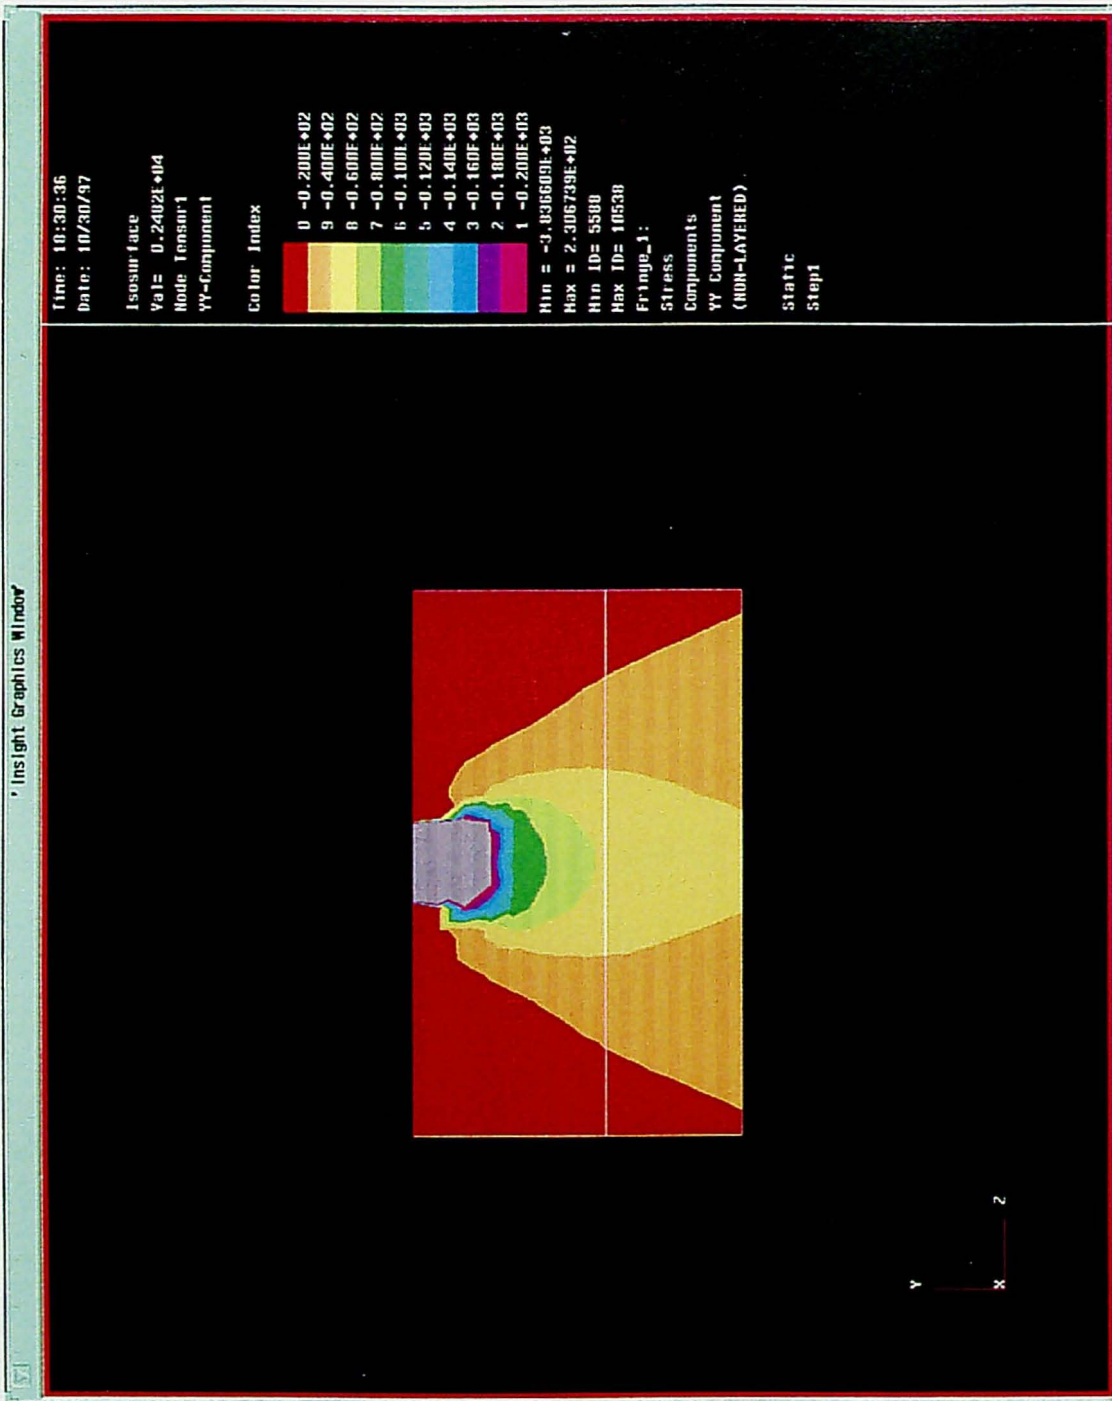 'Insight Graphics Window'
Time: 10:30:36
Date: 10/30/97
Isosurface
Val= 0.2402E+04
Node Tensor1
YY-Component
Color Index
0 -0.200E+02
9 -0.400E+02
8 -0.600E+02
7 -0.800E+02
6 -0.100E+03
5 -0.120E+03
4 -0.140E+03
3 -0.160E+03
2 -0.180E+03
1 -0.200E+03
Min = -3.836609E+03
Max = 2.306739E+02
Min ID= 5588
Max ID= 10538
Fringe_1:
Stress
Components
YY Component
(NON-LAYERED)
Static
Step1
Y
X Z